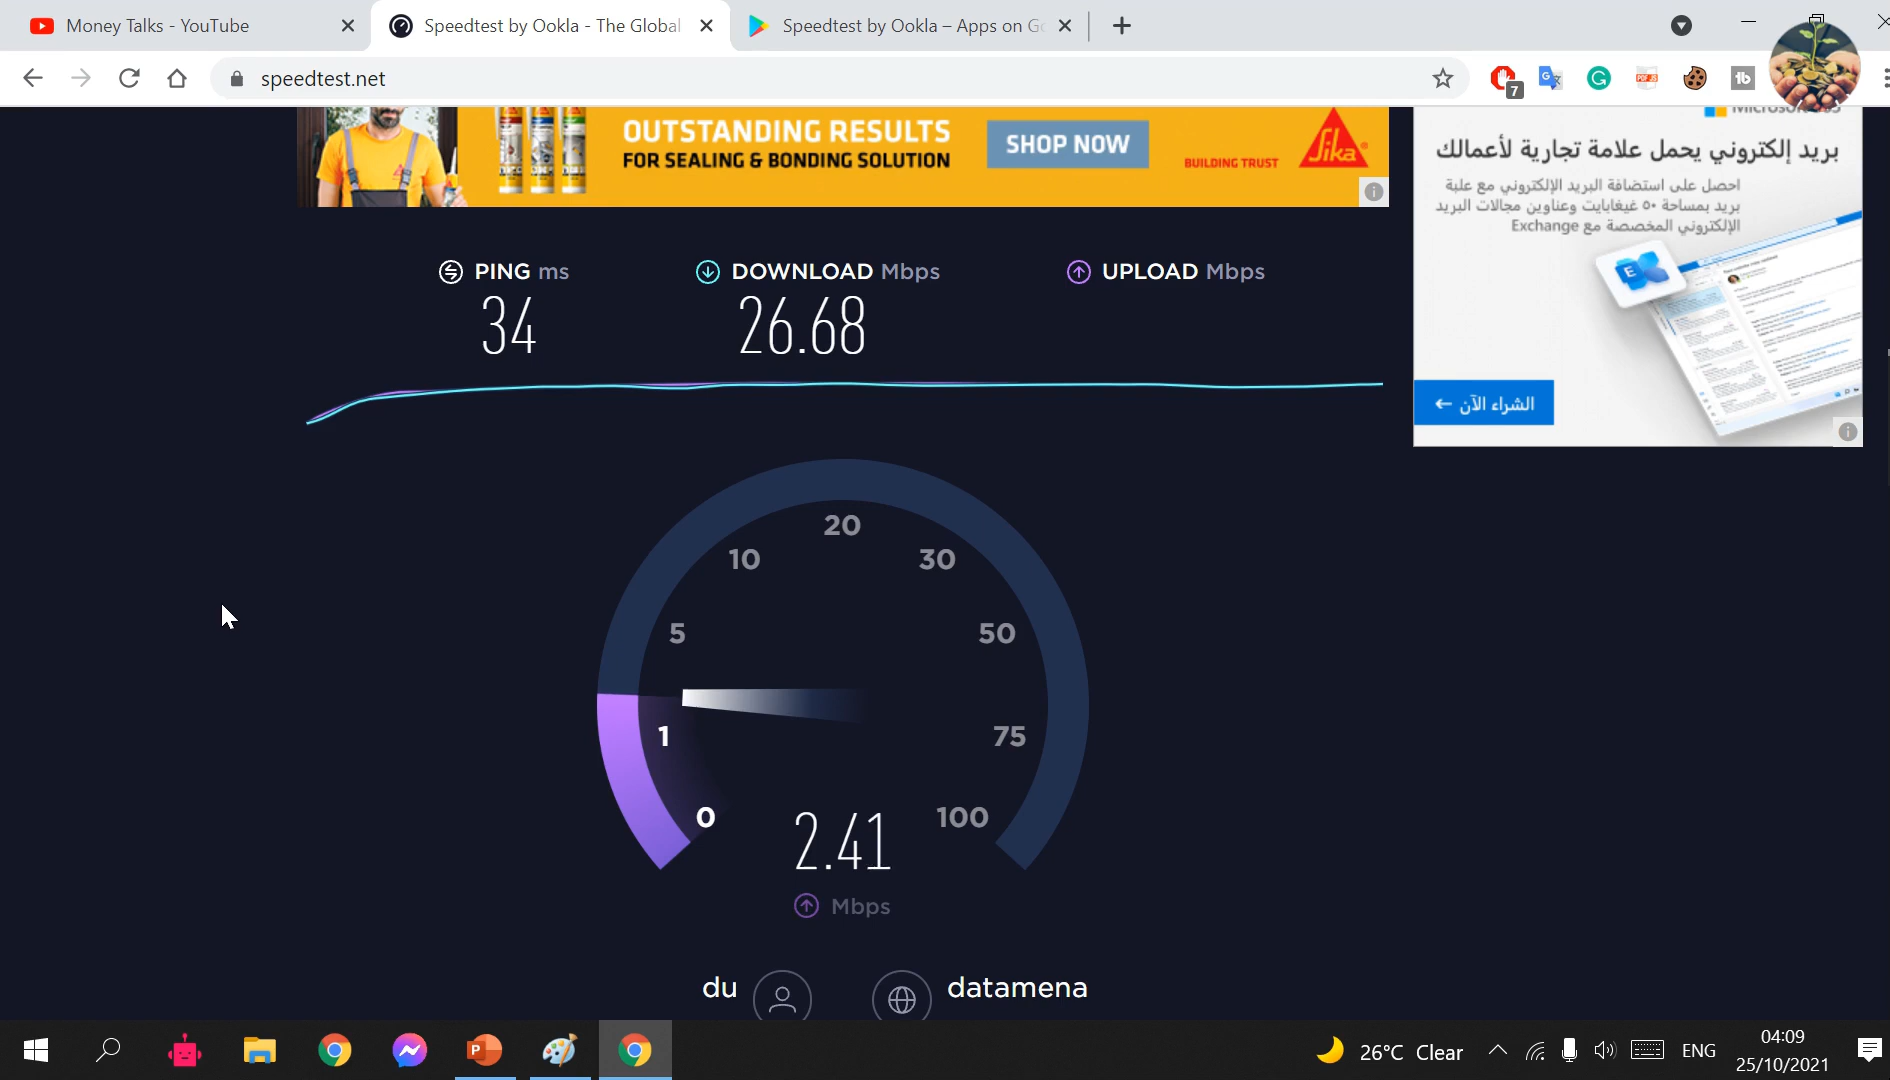 Money Talks - YouTube
Speedtest by Ookla - The Global
Speedtest by Ookla – Apps on Go
speedtest.net
7
OUTSTANDING RESULTS
FOR SEALING & BONDING SOLUTION
SHOP NOW
BUILDING TRUST
Sika
بريد إلكتروني يحمل علامة تجارية لأعمالك
احصل على استضافة البريد الإلكتروني مع علبة
بريد بمساحة ٥٠ غيغابايت وعناوين مجالات البريد
الإلكتروني المخصصة مع Exchange
الشراء الآن
PING ms
34
DOWNLOAD Mbps
26.68
UPLOAD Mbps
20
10
30
5
50
1
75
0
100
2.41
Mbps
du
datamena
26°C Clear
ENG
04:09
25/10/2021